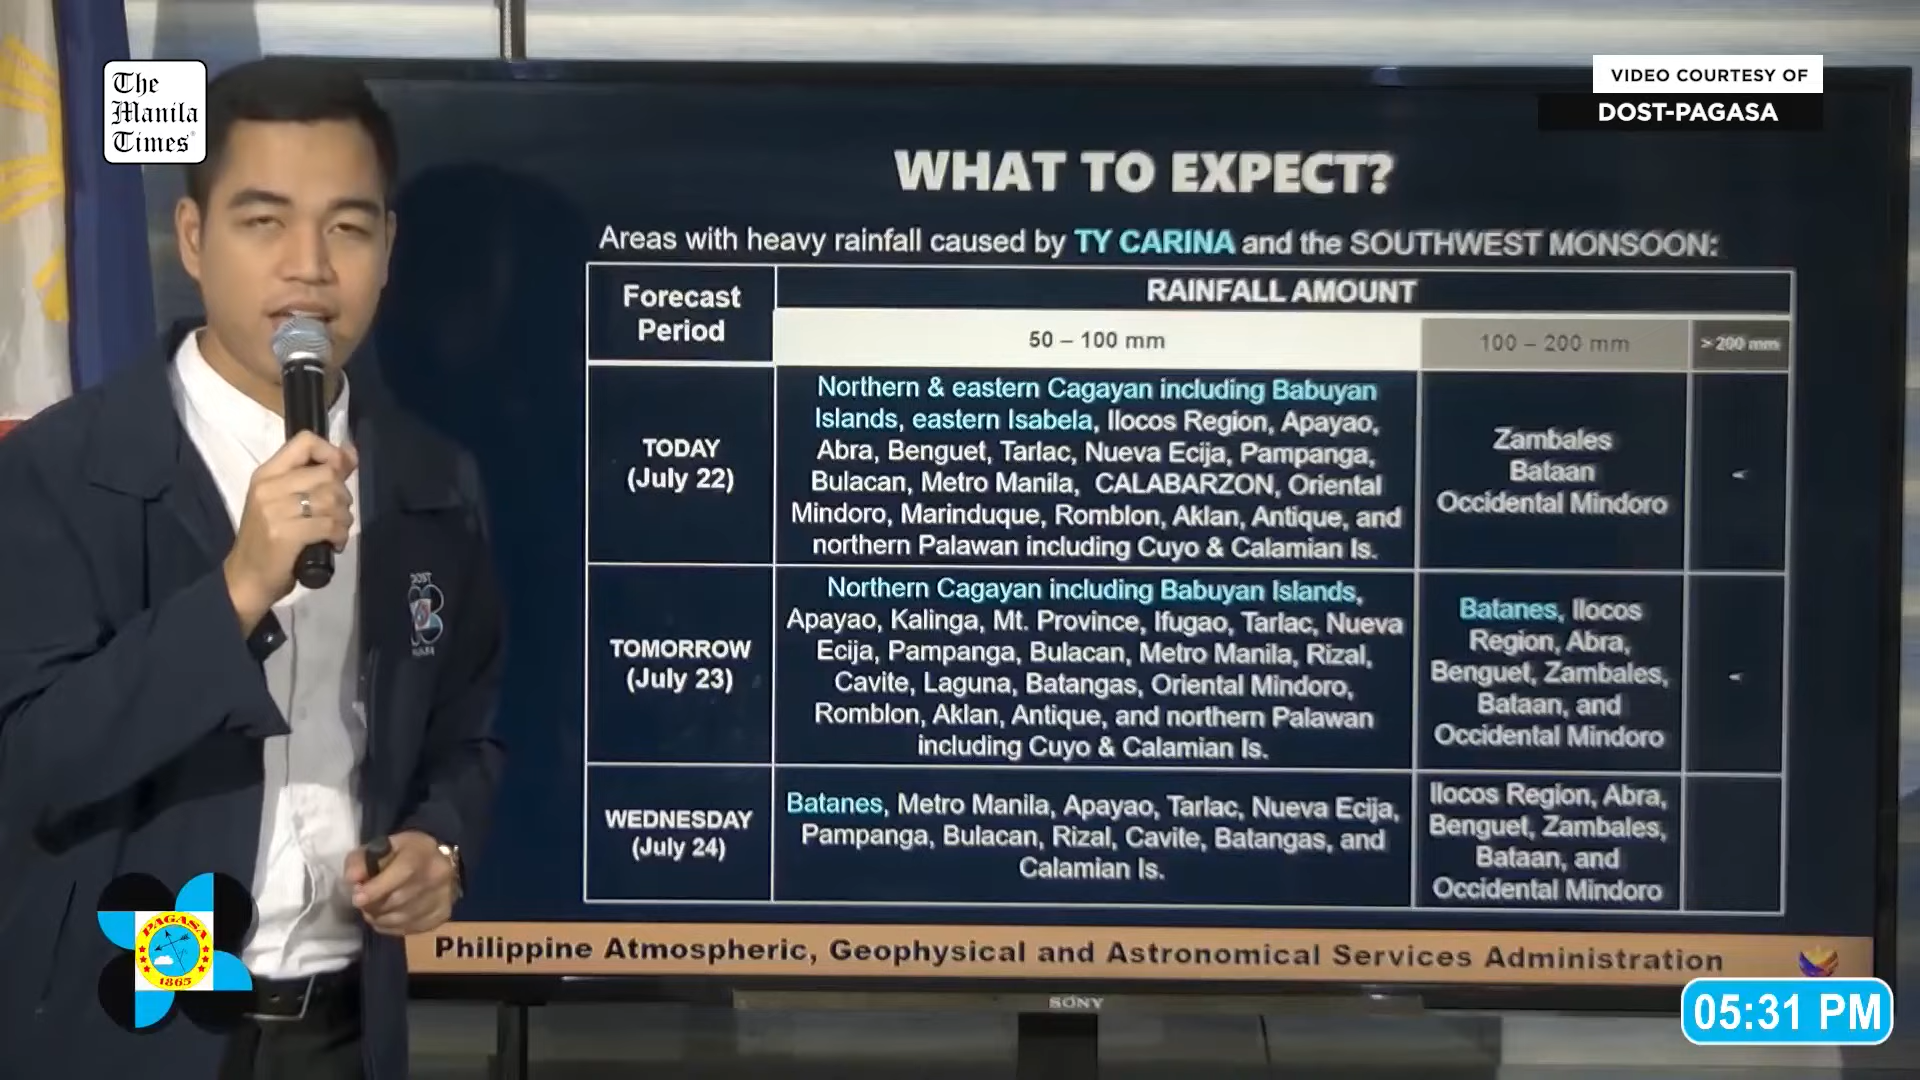 The
Manila
Times
VIDEO COURTESY OF
DOST-PAGASA
WHAT TO EXPECT?
Areas with heavy rainfall caused by TY CARINA and the SOUTHWEST MONSOON:
Forecast
Period
RAINFALL AMOUNT
50 – 100 mm
100 – 200 mm
> 200 mm
TODAY
(July 22)
Northern & eastern Cagayan including Babuyan
Islands, eastern Isabela, Ilocos Region, Apayao,
Abra, Benguet, Tarlac, Nueva Ecija, Pampanga,
Bulacan, Metro Manila, CALABARZON, Oriental
Mindoro, Marinduque, Romblon, Aklan, Antique, and
northern Palawan including Cuyo & Calamian Is.
Zambales
Bataan
Occidental Mindoro
-
TOMORROW
(July 23)
Northern Cagayan including Babuyan Islands,
Apayao, Kalinga, Mt. Province, Ifugao, Tarlac, Nueva
Ecija, Pampanga, Bulacan, Metro Manila, Rizal,
Cavite, Laguna, Batangas, Oriental Mindoro,
Romblon, Aklan, Antique, and northern Palawan
including Cuyo & Calamian Is.
Batanes, Ilocos
Region, Abra,
Benguet, Zambales,
Bataan, and
Occidental Mindoro
-
WEDNESDAY
(July 24)
Batanes, Metro Manila, Apayao, Tarlac, Nueva Ecija,
Pampanga, Bulacan, Rizal, Cavite, Batangas, and
Calamian Is.
Ilocos Region, Abra,
Benguet, Zambales,
Bataan, and
Occidental Mindoro
DOST
PAGASA
1865
Philippine Atmospheric, Geophysical and Astronomical Services Administration
SONY
05:31 PM